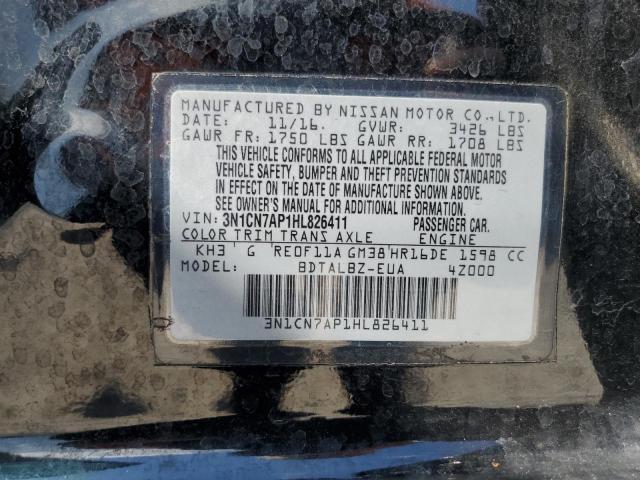 MANUFACTURED BY NISSAN MOTOR CO., LTD.
DATE: 11/16. GVWR: 3426 LBS
GAWR FR: 1750 LBS GAWR RR: 1708 LBS
THIS VEHICLE CONFORMS TO ALL APPLICABLE FEDERAL MOTOR
VEHICLE SAFETY, BUMPER AND THEFT PREVENTION STANDARDS
IN EFFECT ON THE DATE OF MANUFACTURE SHOWN ABOVE.
SEE OWNER'S MANUAL FOR ADDITIONAL INFORMATION.
VIN: 3N1CN7AP1HL826411 PASSENGER CAR.
COLOR TRIM TRANS AXLE ENGINE
KH3 G RE0F11A GM38 HR16DE 1598 CC
MODEL: BDTALBZ-EUA 4Z000
3N1CN7AP1HL826411